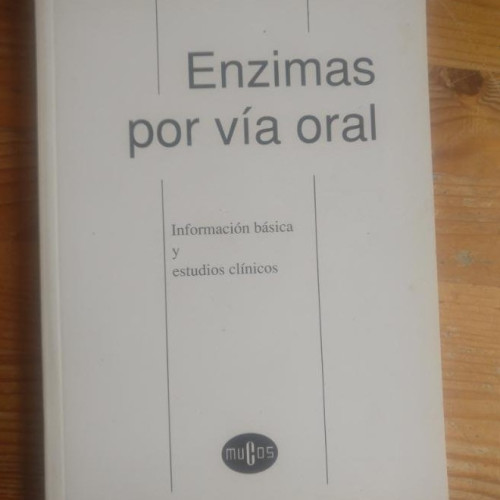 Enzimas
por vía oral
Información básica
y
estudios clínicos
mucos